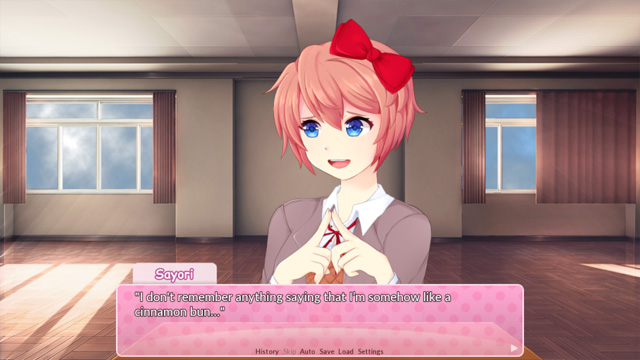 Sayori
"I don't remember anything saying that I'm somehow like a
cinnamon bun..."
History Skip Auto Save Load Settings